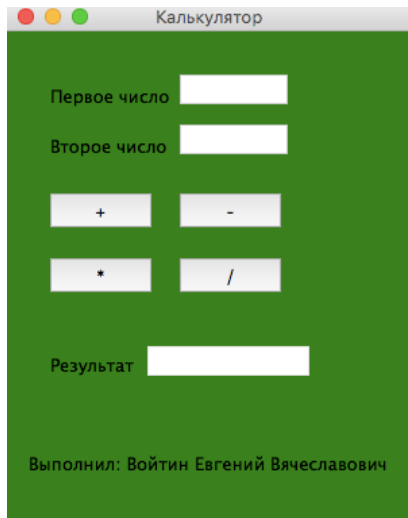 Калькулятор
Первое число
Второе число
+ -
* /
Результат
Выполнил: Войтин Евгений Вячеславович